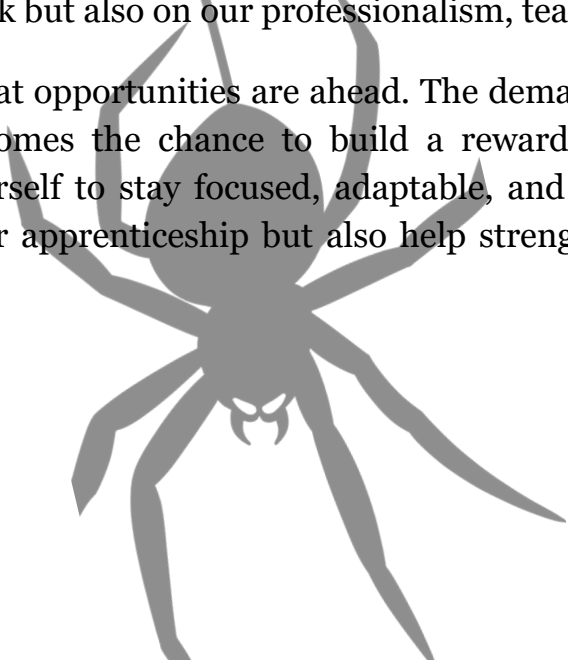 k but also on our professionalism, tea
at opportunities are ahead. The dema
omes the chance to build a reward
rself to stay focused, adaptable, and
r apprenticeship but also help streng